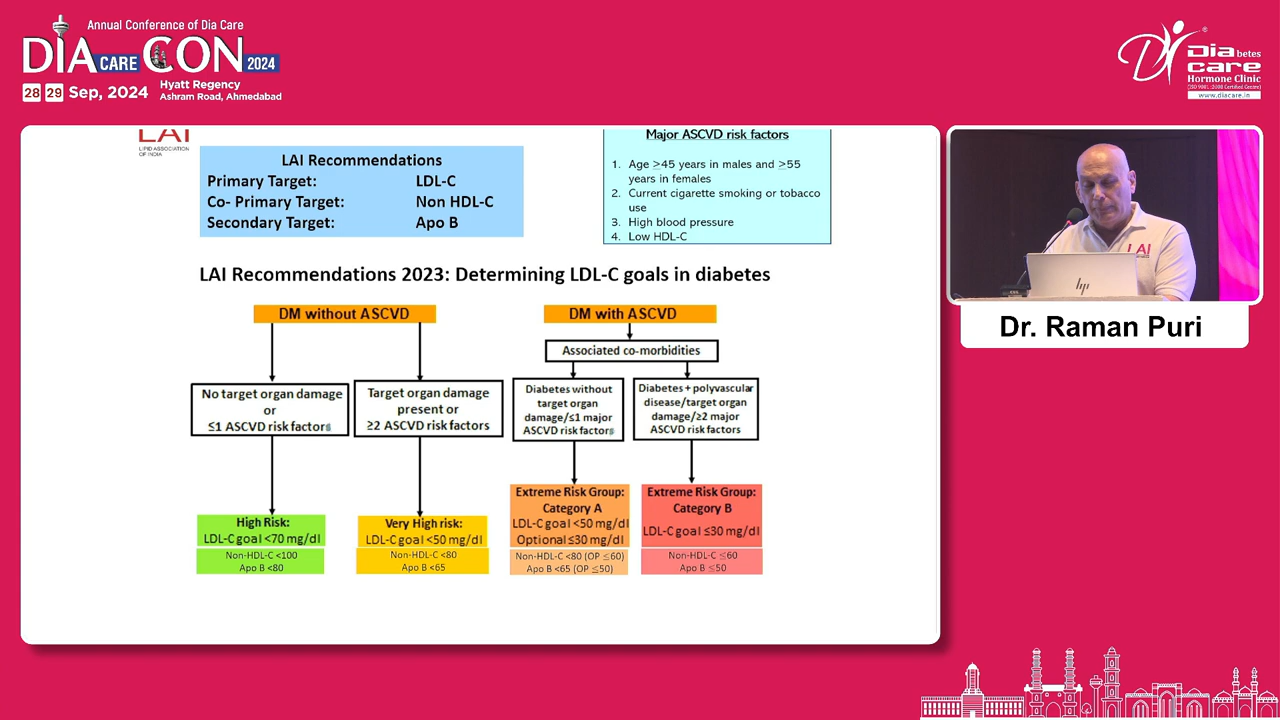 Annual Conference of Dia Care
DIA CARE CON 2024
28 29 Sep, 2024
Hyatt Regency
Ashram Road, Ahmedabad
®
Diabetes
care
Hormone Clinic
www.diacare.in
LAI
LIPID ASSOCIATION
OF INDIA
LAI Recommendations
Primary Target: LDL-C
Co- Primary Target: Non HDL-C
Secondary Target: Apo B
Major ASCVD risk factors
1. Age ≥45 years in males and ≥55
years in females
2. Current cigarette smoking or tobacco
use
3. High blood pressure
4. Low HDL-C
LAI Recommendations 2023: Determining LDL-C goals in diabetes
DM without ASCVD
DM with ASCVD
Associated co-morbidities
No target organ damage
or
≤1 ASCVD risk factors
Target organ damage
present or
≥2 ASCVD risk factors
Diabetes without
target organ
damage/≤1 major
ASCVD risk factors
Diabetes + polyvascular
disease/target organ
damage/≥2 major
ASCVD risk factors
High Risk:
LDL-C goal <70 mg/dl
Non-HDL-C <100
Apo B <80
Very High risk:
LDL-C goal <50 mg/dl
Non-HDL-C <80
Apo B <65
Extreme Risk Group:
Category A
LDL-C goal <50 mg/dl
Optional ≤30 mg/dl
Non-HDL-C <80 (OP ≤60)
Apo B <65 (OP ≤50)
Extreme Risk Group:
Category B
LDL-C goal ≤30 mg/dl
Non-HDL-C ≤60
Apo B ≤50
LAI
hp
Dr. Raman Puri